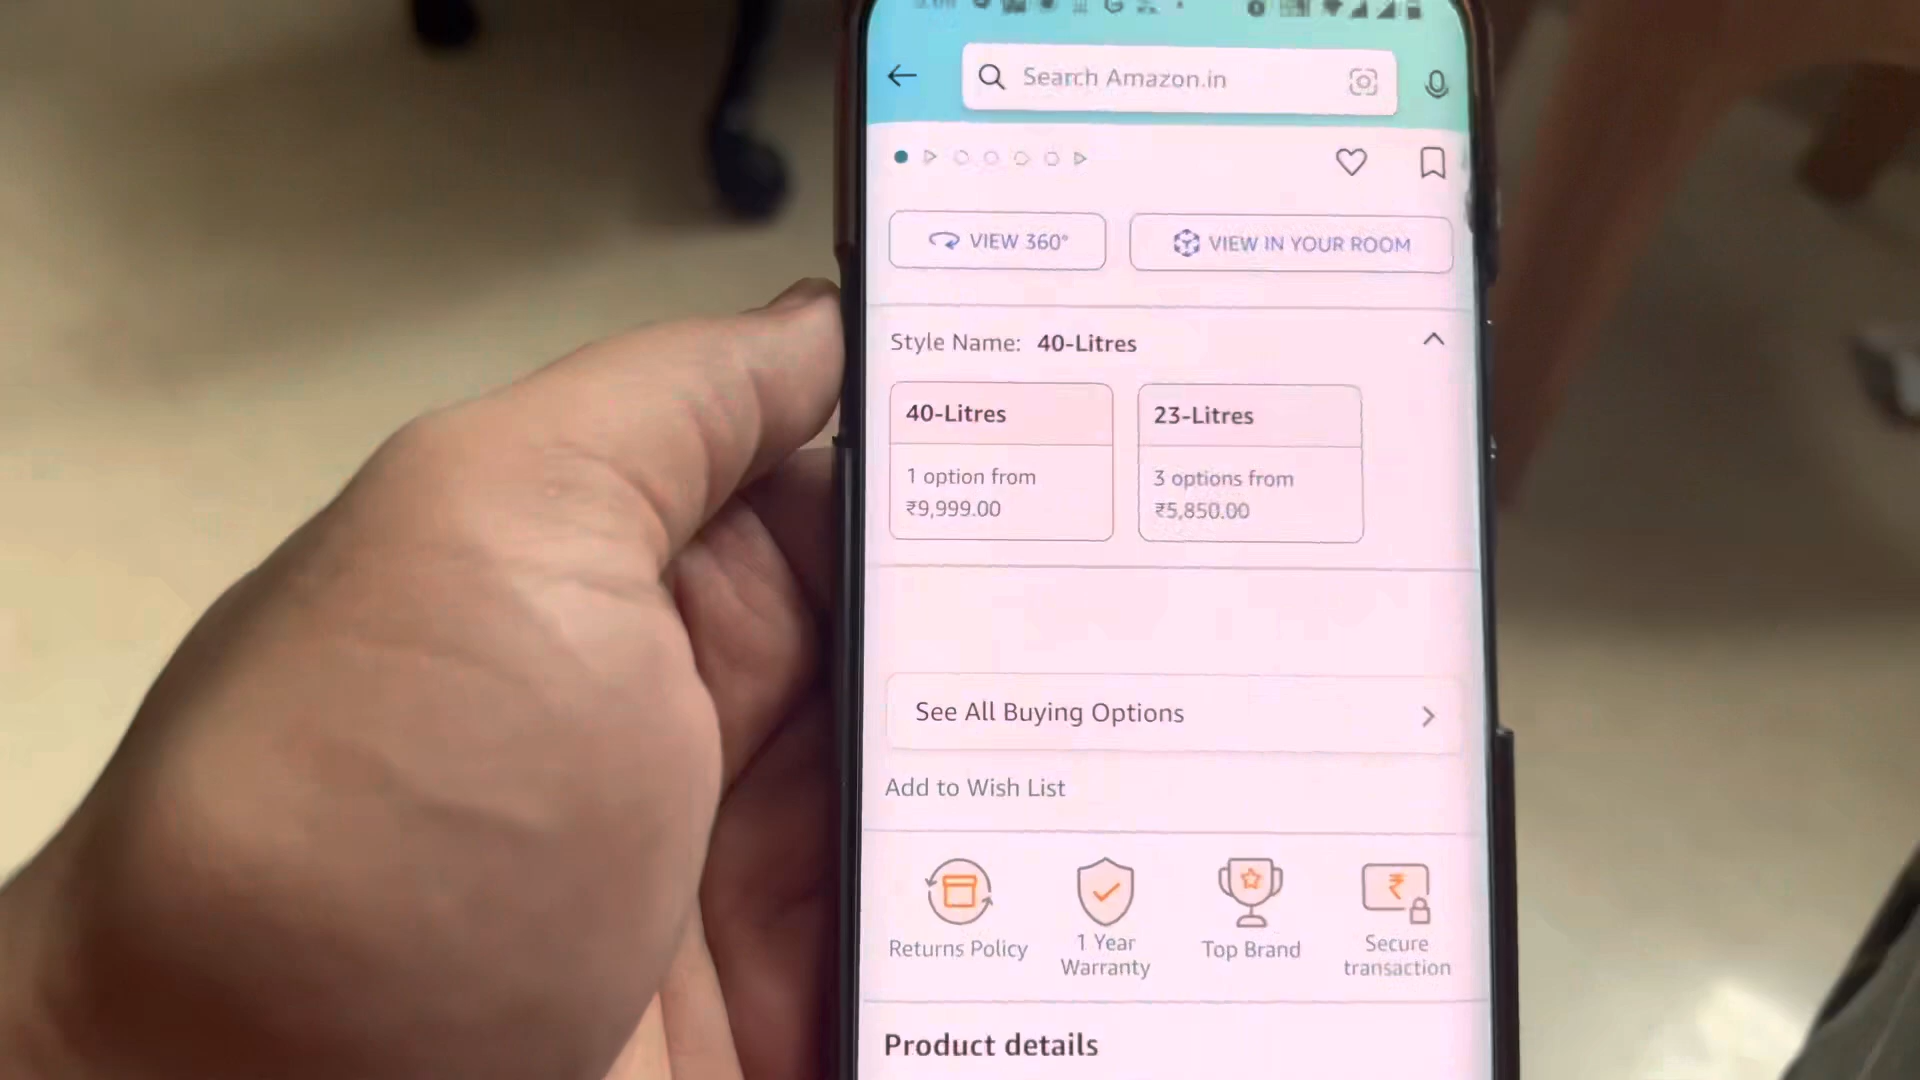 Search Amazon.in
VIEW 360°
VIEW IN YOUR ROOM
Style Name: 40-Litres
40-Litres
1 option from
₹9,999.00
23-Litres
3 options from
₹5,850.00
See All Buying Options
Add to Wish List
Returns Policy
1 Year
Warranty
Top Brand
Secure
transaction
Product details